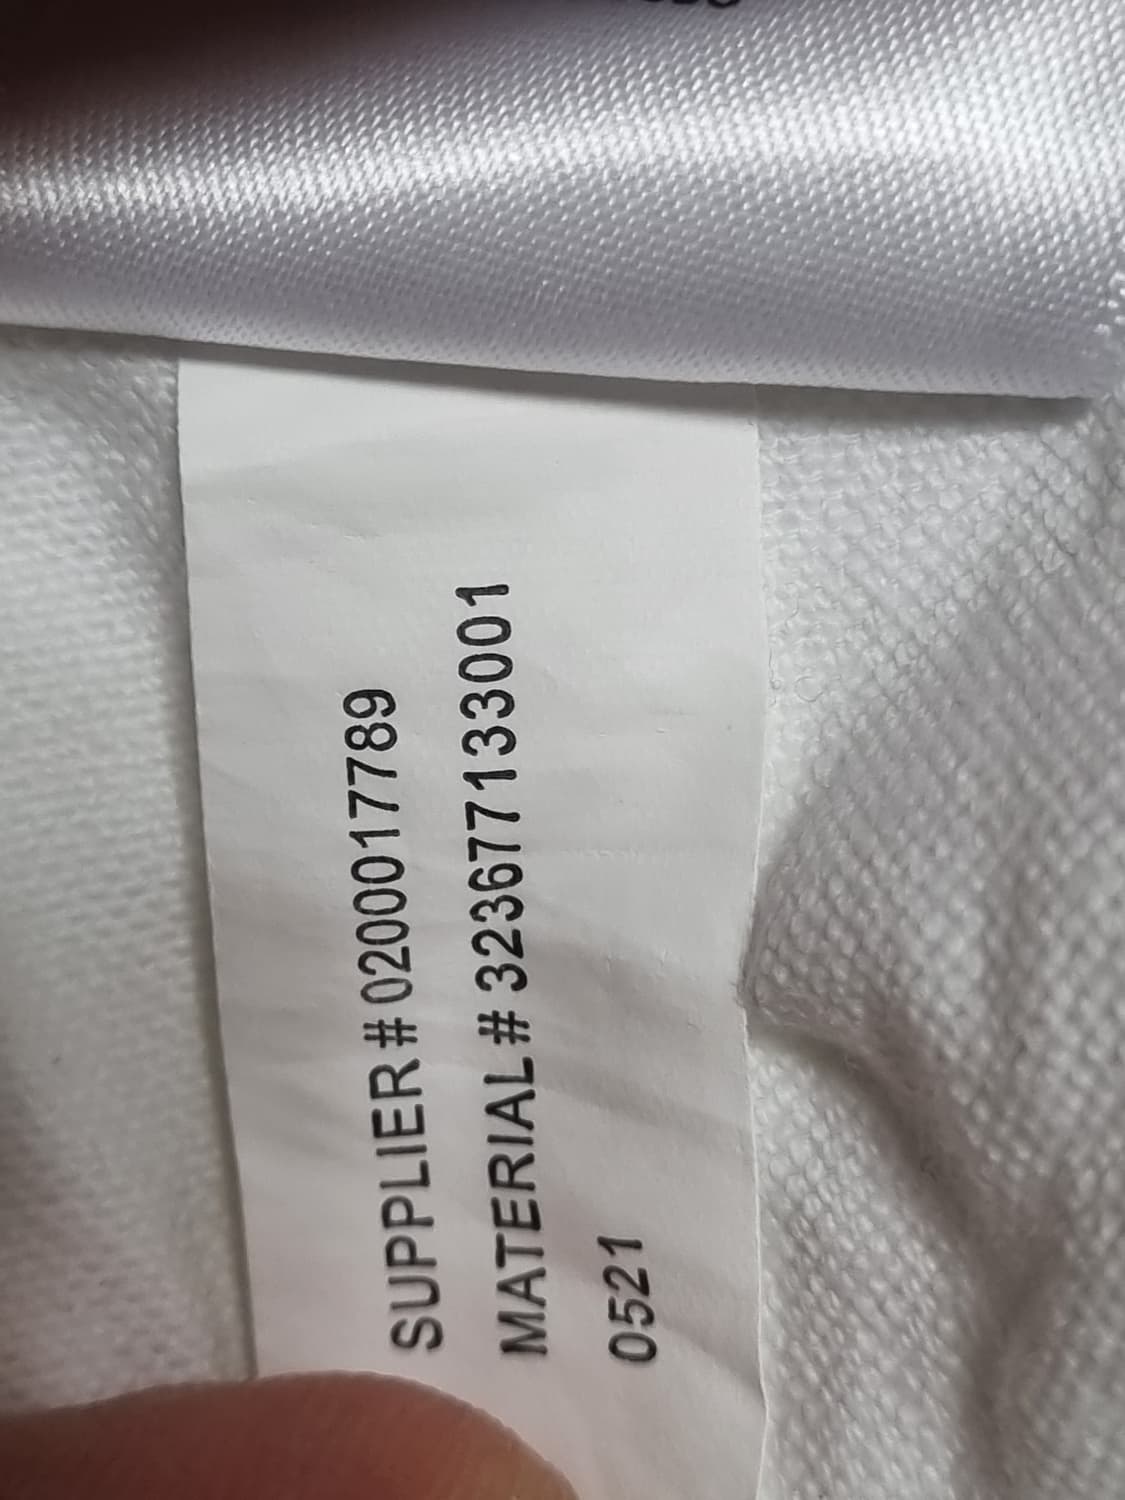 SUPPLIER # 0200017789
MATERIAL # 323677133001
0521